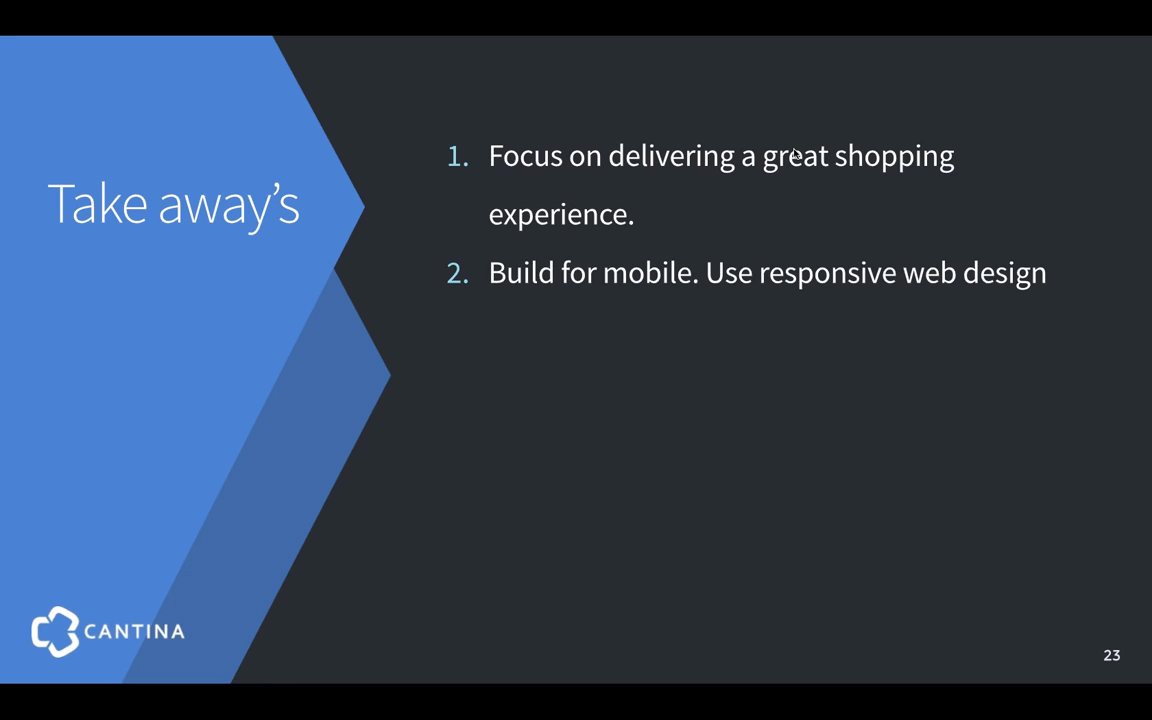 Take away’s
1. Focus on delivering a great shopping
experience.
2. Build for mobile. Use responsive web design
CANTINA
23